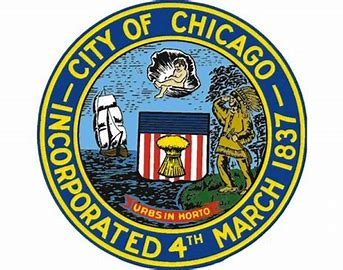 CITY OF CHICAGO
INCORPORATED 4TH MARCH 1837
URBS IN HORTO